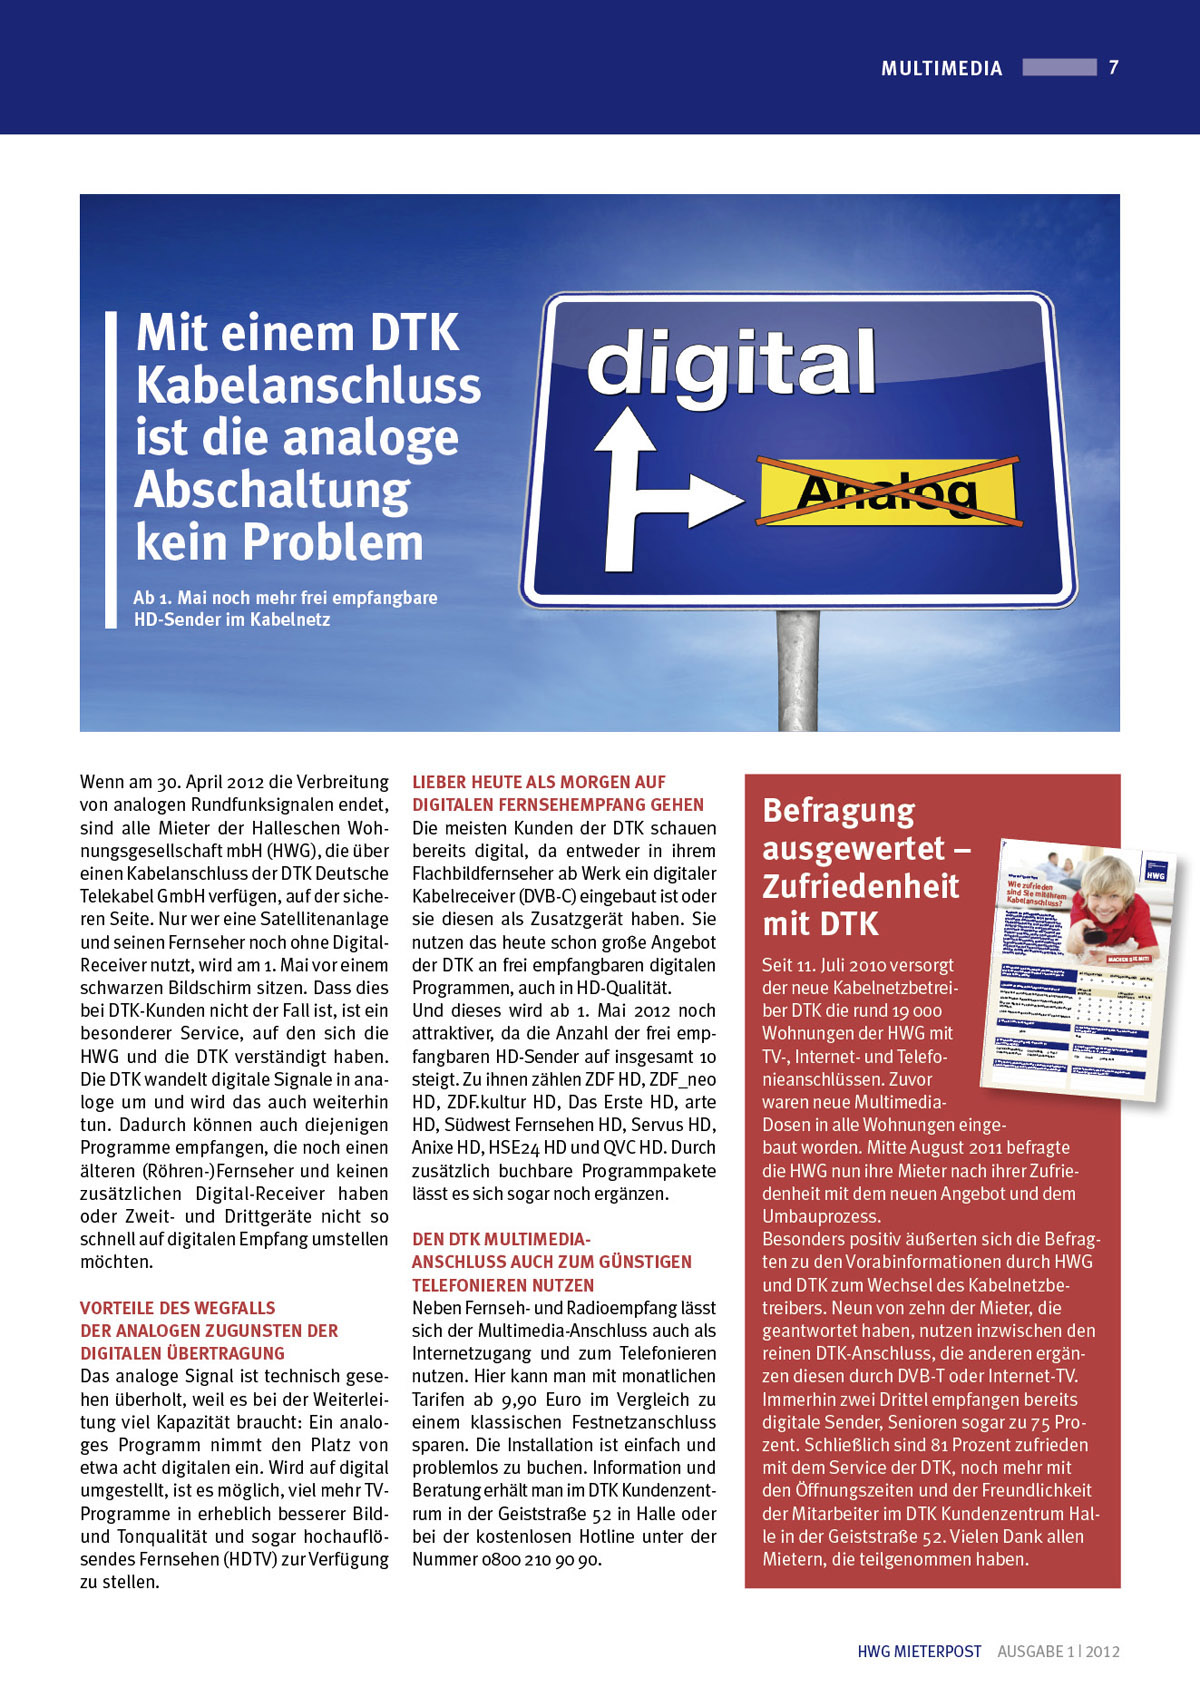 MULTIMEDIA 7
Mit einem DTK
Kabelanschluss
ist die analoge
Abschaltung
kein Problem
Ab 1. Mai noch mehr frei empfangbare
HD-Sender im Kabelnetz
digital
Analog
Wenn am 30. April 2012 die Verbreitung
von analogen Rundfunksignalen endet,
sind alle Mieter der Halleschen Woh-
nungsgesellschaft mbH (HWG), die über
einen Kabelanschluss der DTK Deutsche
Telekabel GmbH verfügen, auf der siche-
ren Seite. Nur wer eine Satellitenanlage
und seinen Fernseher noch ohne Digital-
Receiver nutzt, wird am 1. Mai vor einem
schwarzen Bildschirm sitzen. Dass dies
bei DTK-Kunden nicht der Fall ist, ist ein
besonderer Service, auf den sich die
HWG und die DTK verständigt haben.
Die DTK wandelt digitale Signale in ana-
loge um und wird das auch weiterhin
tun. Dadurch können auch diejenigen
Programme empfangen, die noch einen
älteren (Röhren-)Fernseher und keinen
zusätzlichen Digital-Receiver haben
oder Zweit- und Drittgeräte nicht so
schnell auf digitalen Empfang umstellen
möchten.
VORTEILE DES WEGFALLS
DER ANALOGEN ZUGUNSTEN DER
DIGITALEN ÜBERTRAGUNG
Das analoge Signal ist technisch gese-
hen überholt, weil es bei der Weiterlei-
tung viel Kapazität braucht: Ein analo-
ges Programm nimmt den Platz von
etwa acht digitalen ein. Wird auf digital
umgestellt, ist es möglich, viel mehr TV-
Programme in erheblich besserer Bild-
und Tonqualität und sogar hochauflö-
sendes Fernsehen (HDTV) zur Verfügung
zu stellen.
LIEBER HEUTE ALS MORGEN AUF
DIGITALEN FERNSEHEMPFANG GEHEN
Die meisten Kunden der DTK schauen
bereits digital, da entweder in ihrem
Flachbildfernseher ab Werk ein digitaler
Kabelreceiver (DVB-C) eingebaut ist oder
sie diesen als Zusatzgerät haben. Sie
nutzen das heute schon große Angebot
der DTK an frei empfangbaren digitalen
Programmen, auch in HD-Qualität.
Und dieses wird ab 1. Mai 2012 noch
attraktiver, da die Anzahl der frei emp-
fangbaren HD-Sender auf insgesamt 10
steigt. Zu ihnen zählen ZDF HD, ZDF_neo
HD, ZDF.kultur HD, Das Erste HD, arte
HD, Südwest Fernsehen HD, Servus HD,
Anixe HD, HSE24 HD und QVC HD. Durch
zusätzlich buchbare Programmpakete
lässt es sich sogar noch ergänzen.
DEN DTK MULTIMEDIA-
ANSCHLUSS AUCH ZUM GÜNSTIGEN
TELEFONIEREN NUTZEN
Neben Fernseh- und Radioempfang lässt
sich der Multimedia-Anschluss auch als
Internetzugang und zum Telefonieren
nutzen. Hier kann man mit monatlichen
Tarifen ab 9,90 Euro im Vergleich zu
einem klassischen Festnetzanschluss
sparen. Die Installation ist einfach und
problemlos zu buchen. Information und
Beratung erhält man im DTK Kundenzent-
rum in der Geiststraße 52 in Halle oder
bei der kostenlosen Hotline unter der
Nummer 0800 210 90 90.
Befragung
ausgewertet –
Zufriedenheit
mit DTK
HWG
Wie zufrieden
sind Sie mit Ihrem
Kabelanschluss?
MACHEN SIE MIT!
Seit 11. Juli 2010 versorgt
der neue Kabelnetzbetrei-
ber DTK die rund 19 000
Wohnungen der HWG mit
TV-, Internet- und Telefo-
nieanschlüssen. Zuvor
waren neue Multimedia-
Dosen in alle Wohnungen einge-
baut worden. Mitte August 2011 befragte
die HWG nun ihre Mieter nach ihrer Zufrie-
denheit mit dem neuen Angebot und dem
Umbauprozess.
Besonders positiv äußerten sich die Befrag-
ten zu den Vorabinformationen durch HWG
und DTK zum Wechsel des Kabelnetzbe-
treibers. Neun von zehn der Mieter, die
geantwortet haben, nutzen inzwischen den
reinen DTK-Anschluss, die anderen ergän-
zen diesen durch DVB-T oder Internet-TV.
Immerhin zwei Drittel empfangen bereits
digitale Sender, Senioren sogar zu 75 Pro-
zent. Schließlich sind 81 Prozent zufrieden
mit dem Service der DTK, noch mehr mit
den Öffnungszeiten und der Freundlichkeit
der Mitarbeiter im DTK Kundenzentrum Hal-
le in der Geiststraße 52. Vielen Dank allen
Mietern, die teilgenommen haben.
HWG MIETERPOST AUSGABE 1 | 2012